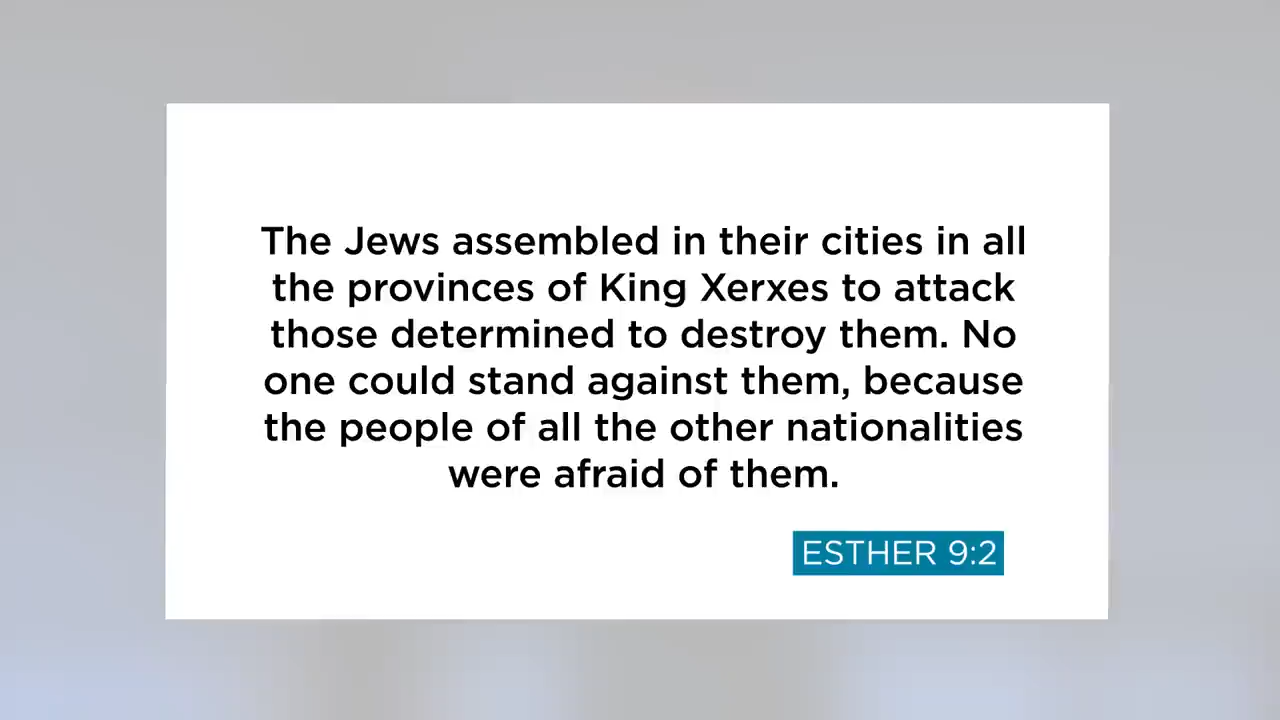 The Jews assembled in their cities in all
the provinces of King Xerxes to attack
those determined to destroy them. No
one could stand against them, because
the people of all the other nationalities
were afraid of them.
ESTHER 9:2